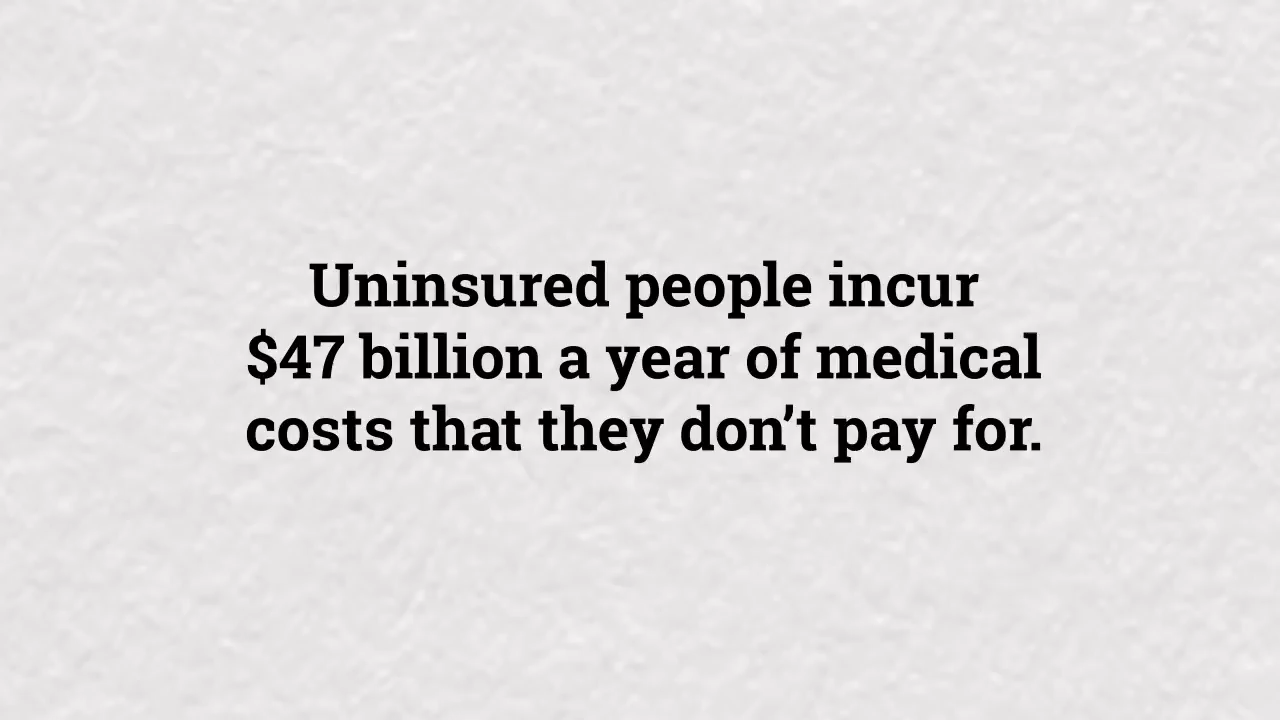 Uninsured people incur
$47 billion a year of medical
costs that they don’t pay for.